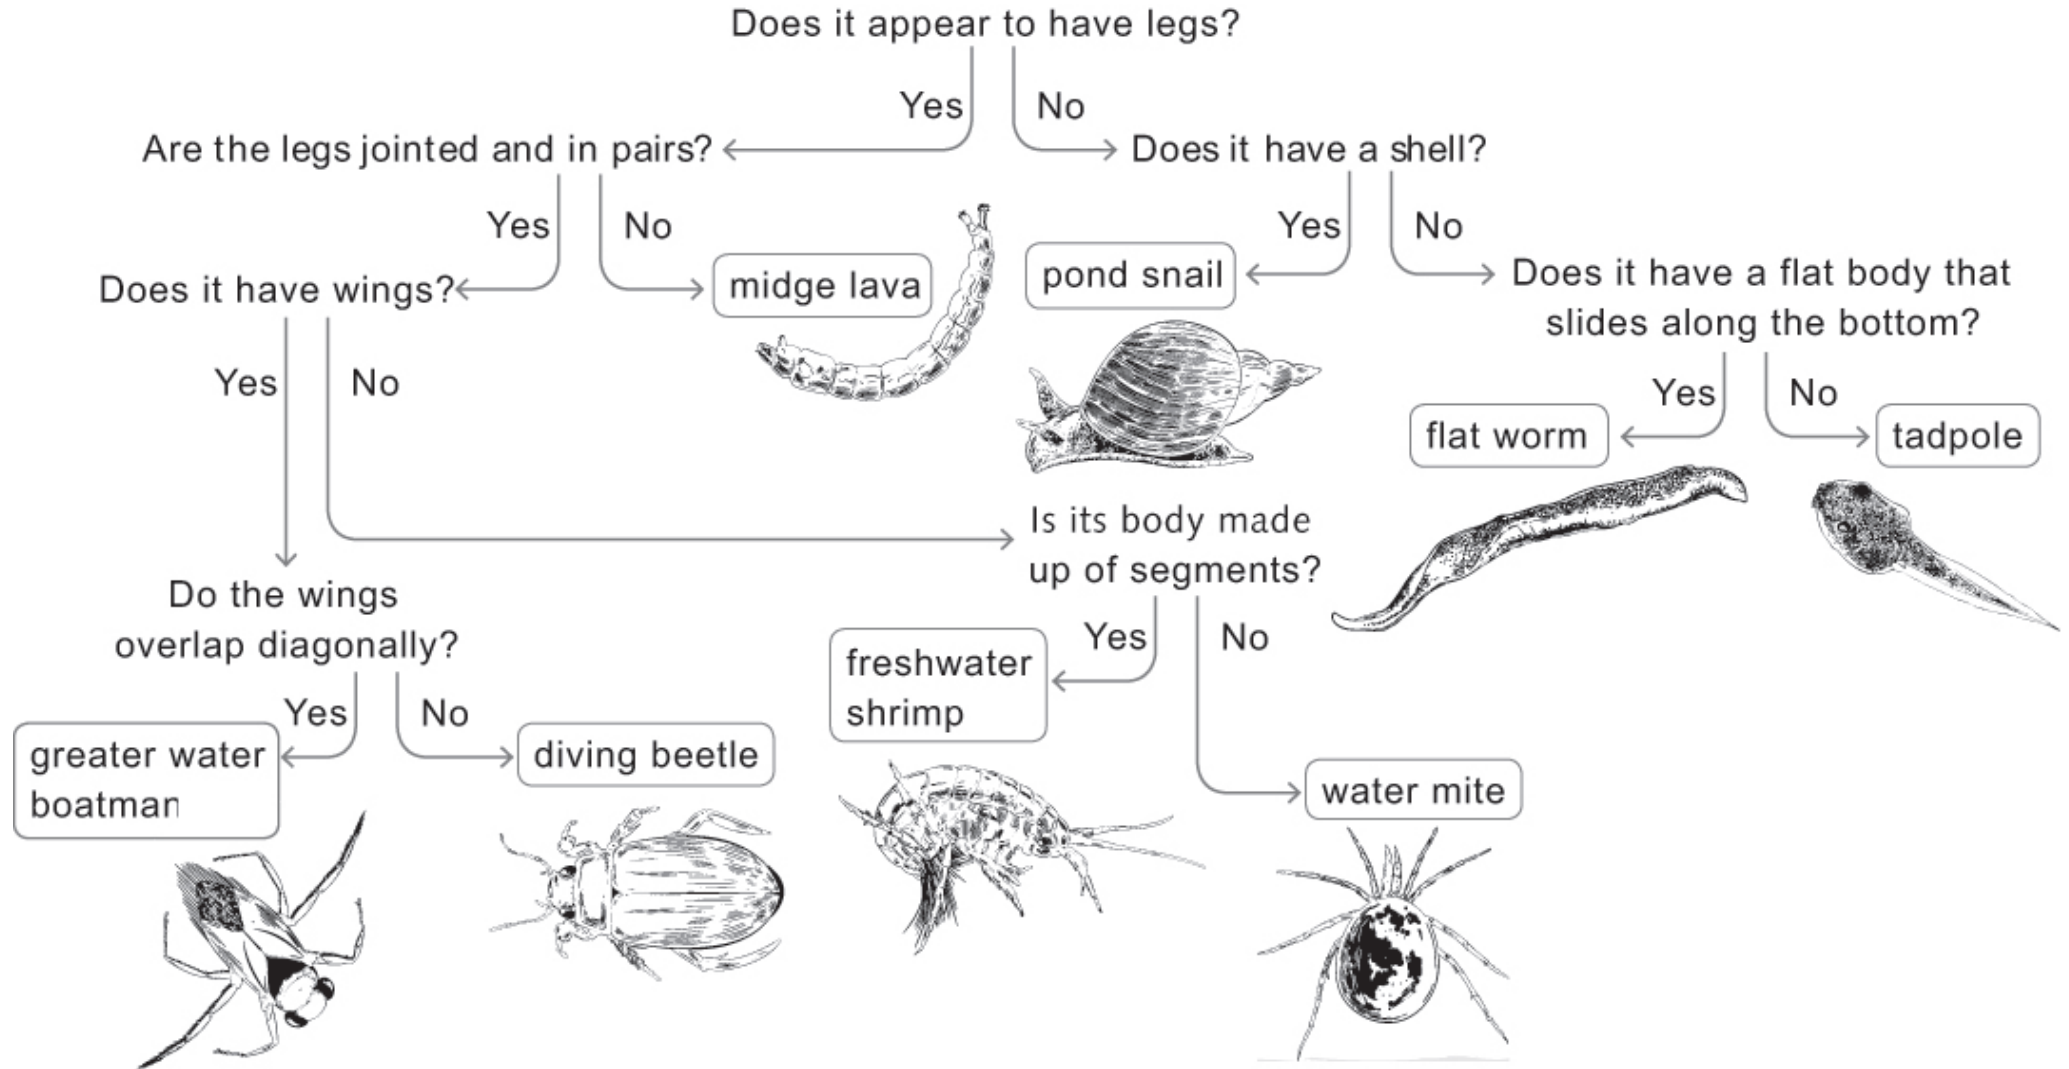 Does it appear to have legs?
Yes
No
Are the legs jointed and in pairs?
Does it have a shell?
Yes
No
Yes
No
Does it have wings?
midge lava
pond snail
Does it have a flat body that
slides along the bottom?
Yes
No
Yes
No
flat worm
tadpole
Is its body made
up of segments?
Do the wings
overlap diagonally?
Yes
No
freshwater
shrimp
Yes
No
greater water
boatman
diving beetle
water mite